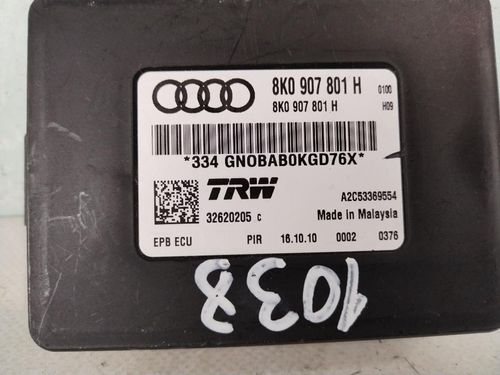 8K0 907 801 H 0100
8K0 907 801 H H09
*334 GNOBAB0KGD76X*
TRW
A2C53369554
32620205 C Made in Malaysia
EPB ECU PIR 16.10.10 0002 0376
1038